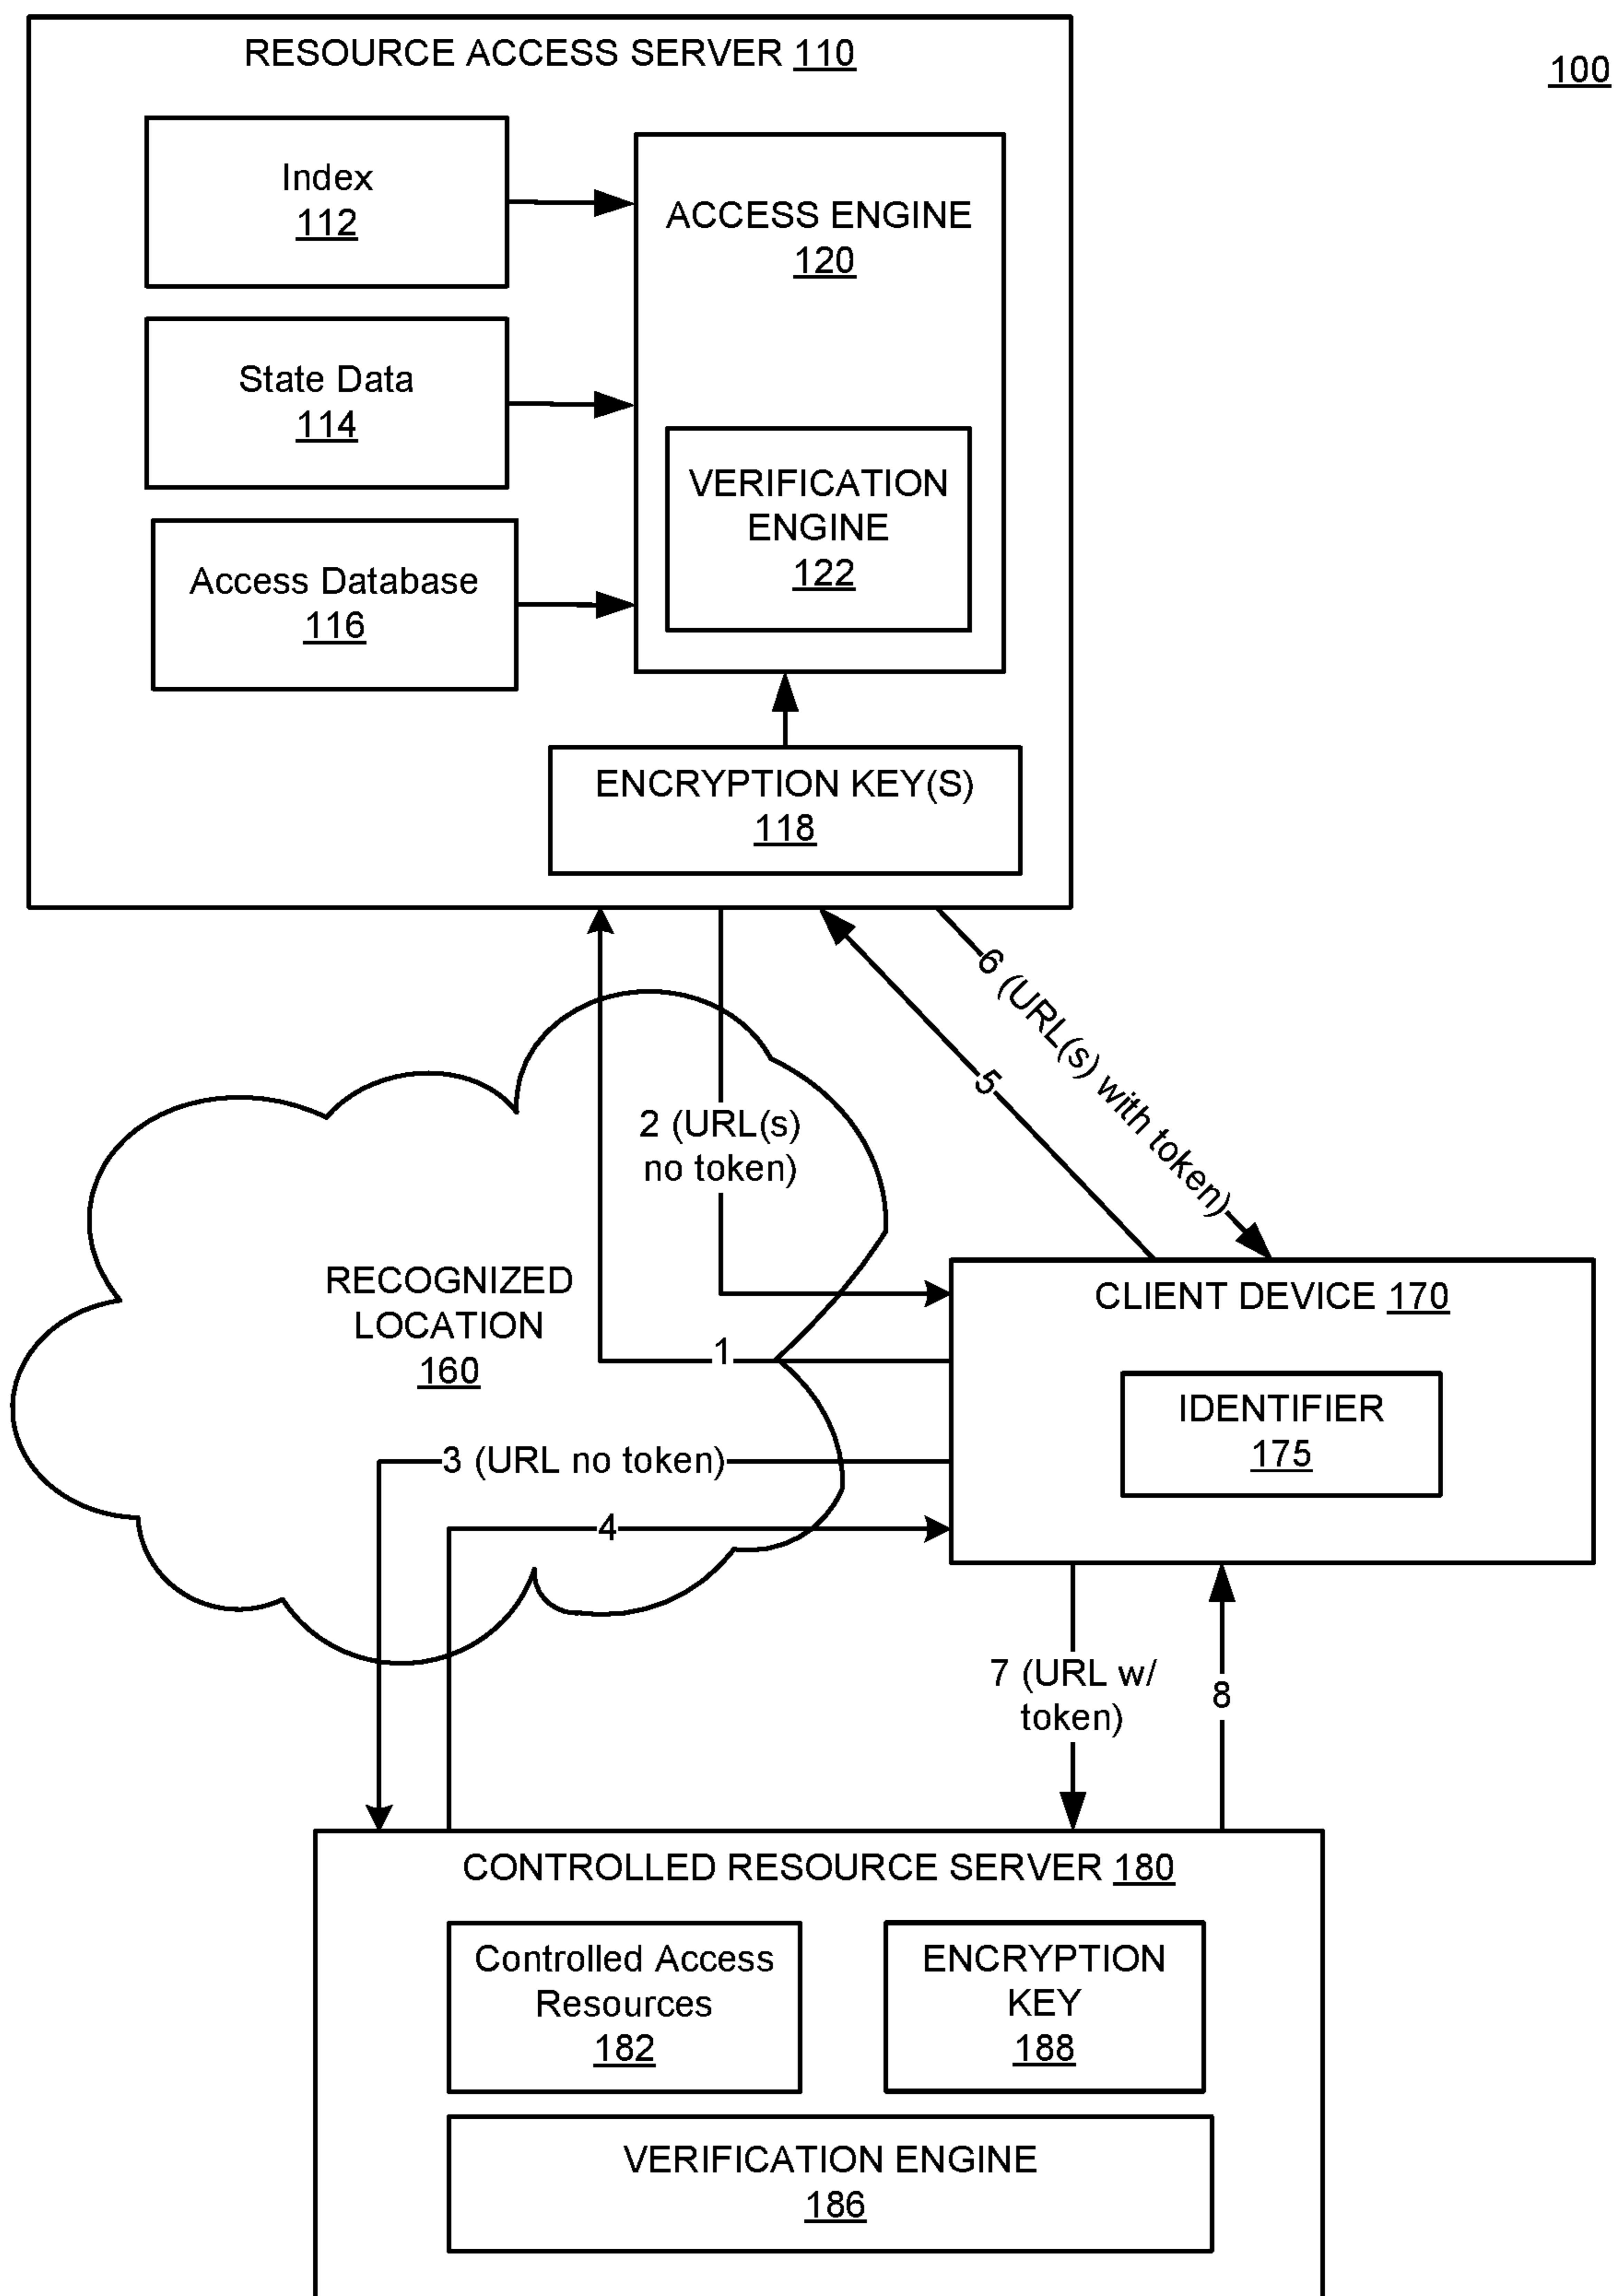 RESOURCE ACCESS SERVER 110
100
Index
112
ACCESS ENGINE
120
State Data
114
VERIFICATION
ENGINE
122
Access Database
116
ENCRYPTION KEY(S)
118
6 (URL(s) with token)
5
2 (URL(s)
no token)
RECOGNIZED
LOCATION
160
1
CLIENT DEVICE 170
IDENTIFIER
175
3 (URL no token)
4
7 (URL w/
token)
8
CONTROLLED RESOURCE SERVER 180
Controlled Access
Resources
182
ENCRYPTION
KEY
188
VERIFICATION ENGINE
186